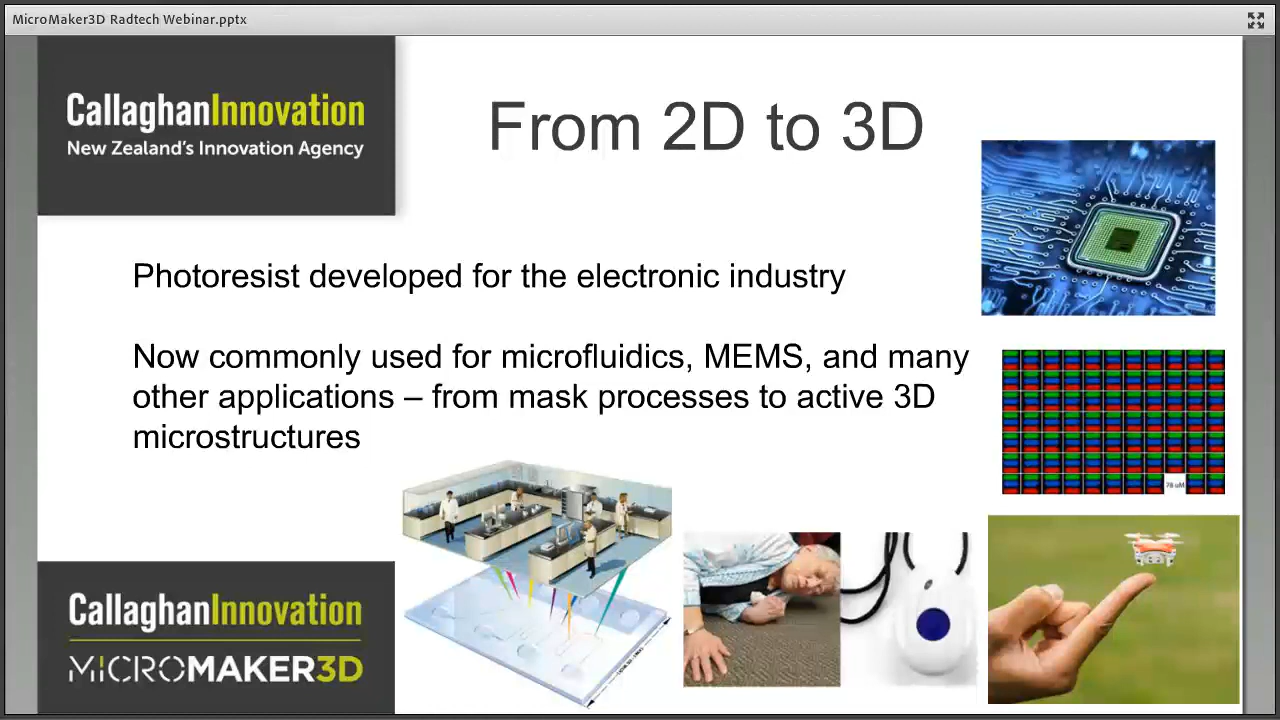 MicroMaker3D Radtech Webinar.pptx
CallaghanInnovation
New Zealand's Innovation Agency
From 2D to 3D
Photoresist developed for the electronic industry
Now commonly used for microfluidics, MEMS, and many
other applications – from mask processes to active 3D
microstructures
78 uM
CallaghanInnovation
MICROMAKER3D